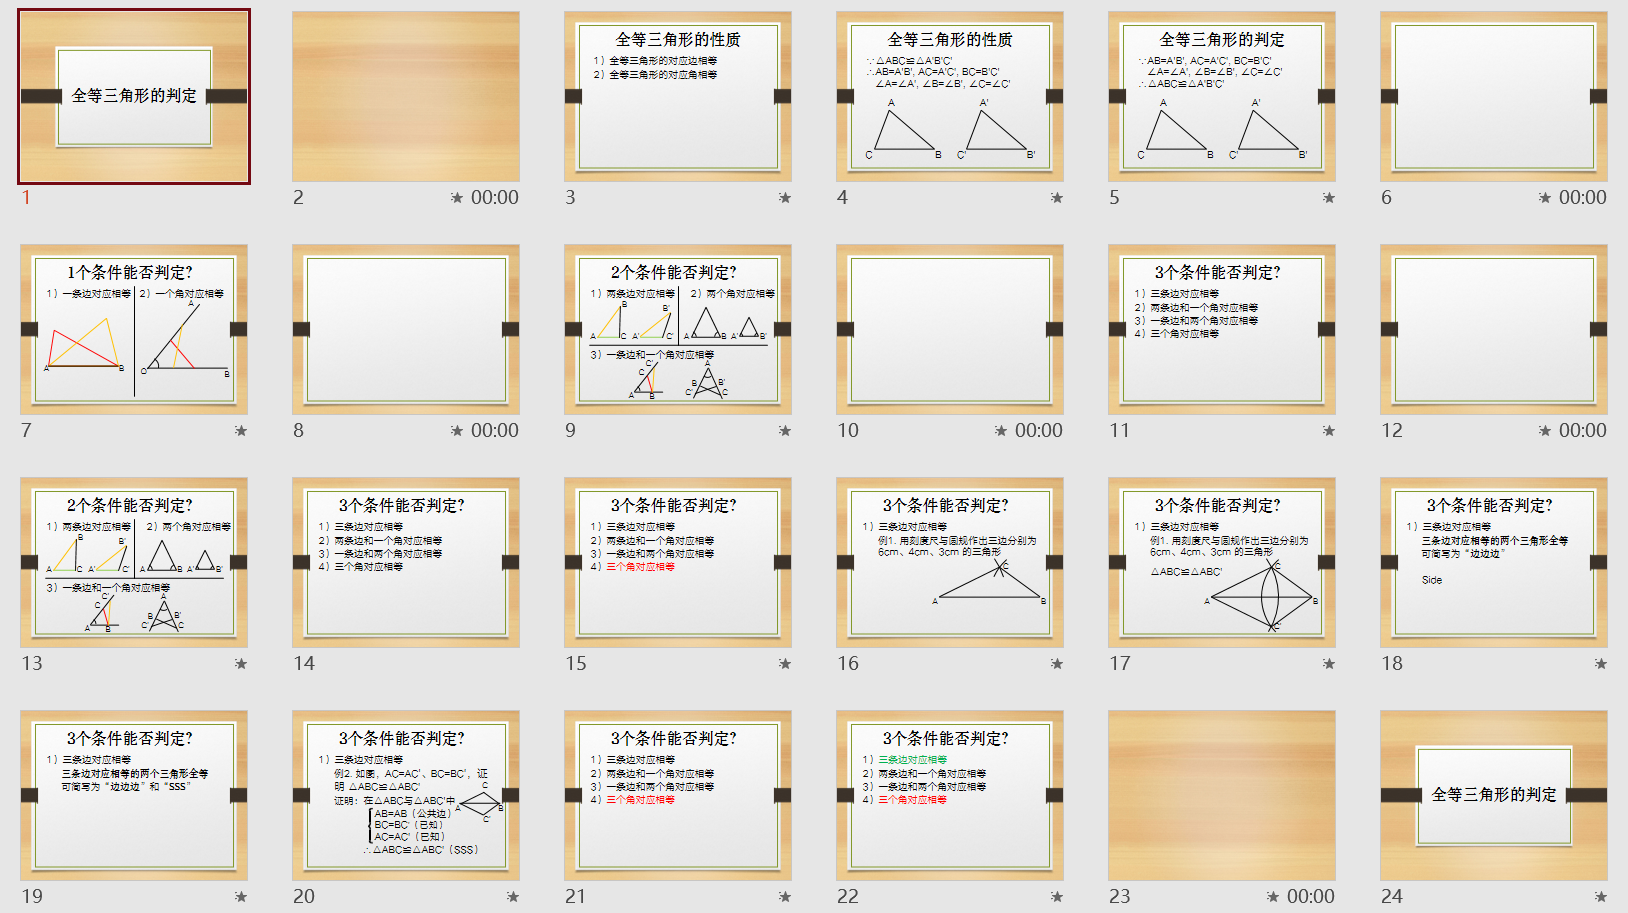 全等三角形的判定
1
2
00:00
全等三角形的性质
1）全等三角形的对应边相等
2）全等三角形的对应角相等
3
全等三角形的性质
∵△ABC≌△A'B'C'
∴AB=A'B', AC=A'C', BC=B'C'
∠A=∠A', ∠B=∠B', ∠C=∠C'
A
A'
C
B
C'
B'
4
全等三角形的判定
∵AB=A'B', AC=A'C', BC=B'C'
∠A=∠A', ∠B=∠B', ∠C=∠C'
∴△ABC≌△A'B'C'
A
A'
C
B
C'
B'
5
6
00:00
1个条件能否判定?
1）一条边对应相等
2）一个角对应相等
A
A
B
O
B
7
8
00:00
2个条件能否判定?
1）两条边对应相等
2）两个角对应相等
B
B'
A
C
A'
C'
A
B
A'
B'
3）一条边和一个角对应相等
C'
C
A
B
A
B
B'
C'
C
9
10
00:00
3个条件能否判定?
1）三条边对应相等
2）两条边和一个角对应相等
3）一条边和两个角对应相等
4）三个角对应相等
11
12
00:00
2个条件能否判定?
1）两条边对应相等
2）两个角对应相等
B
B'
A
C
A'
C'
A
B
A'
B'
3）一条边和一个角对应相等
C'
C
A
B
A
B
B'
C'
C
13
3个条件能否判定?
1）三条边对应相等
2）两条边和一个角对应相等
3）一条边和两个角对应相等
4）三个角对应相等
14
3个条件能否判定?
1）三条边对应相等
2）两条边和一个角对应相等
3）一条边和两个角对应相等
4）三个角对应相等
15
3个条件能否判定?
1）三条边对应相等
例1. 用刻度尺与圆规作出三边分别为
6cm、4cm、3cm 的三角形
C
A
B
16
3个条件能否判定?
1）三条边对应相等
例1. 用刻度尺与圆规作出三边分别为
6cm、4cm、3cm 的三角形
△ABC≌△ABC'
C
A
B
C'
17
3个条件能否判定?
1）三条边对应相等
三条边对应相等的两个三角形全等
可简写为“边边边”
Side
18
3个条件能否判定?
1）三条边对应相等
三条边对应相等的两个三角形全等
可简写为“边边边”和“SSS”
19
3个条件能否判定?
1）三条边对应相等
例2. 如图，AC=AC'、BC=BC'，证
明 △ABC≌△ABC'
证明：在△ABC与△ABC'中
AB=AB（公共边）
BC=BC'（已知）
AC=AC'（已知）
∴△ABC≌△ABC'（SSS）
C
A
B
C'
20
3个条件能否判定?
1）三条边对应相等
2）两条边和一个角对应相等
3）一条边和两个角对应相等
4）三个角对应相等
21
3个条件能否判定?
1）三条边对应相等
2）两条边和一个角对应相等
3）一条边和两个角对应相等
4）三个角对应相等
22
23
00:00
全等三角形的判定
24